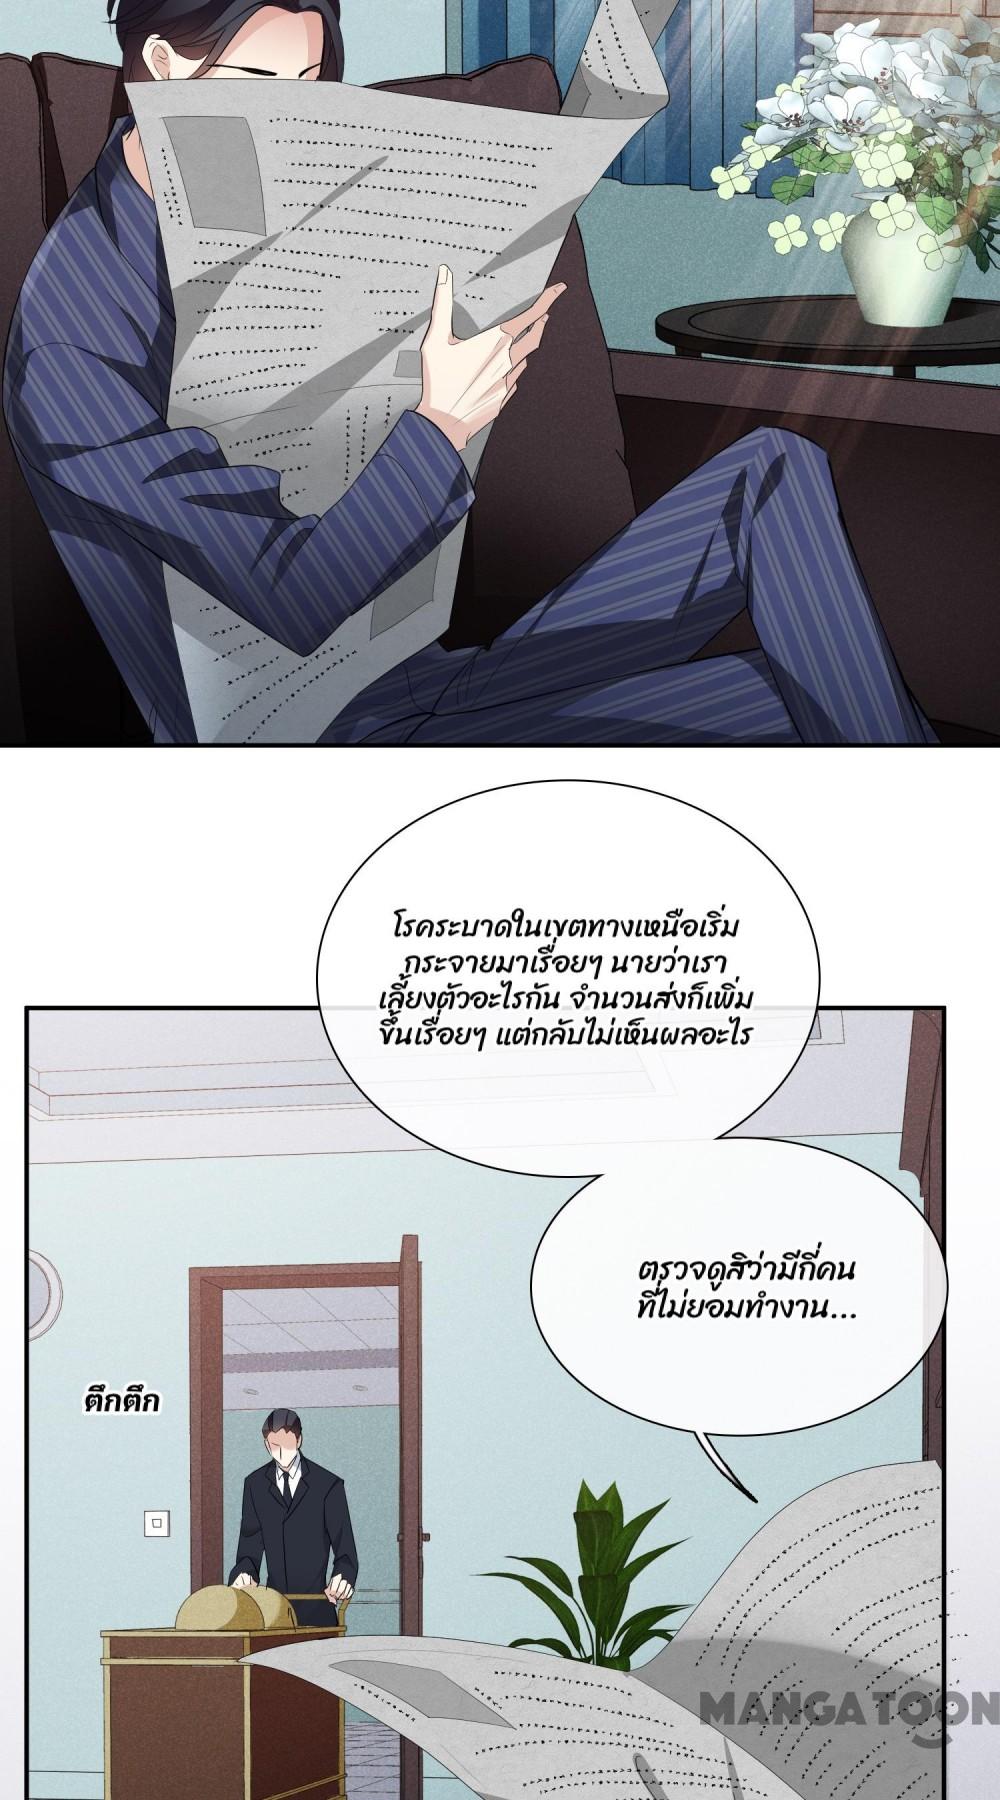 โรคระบาดในเขตทางเหนือเริ่ม
กระจายมาเรื่อยๆ นายว่าเรา
เลี้ยงตัวอะไรกัน จำนวนส่งก็เพิ่ม
ขึ้นเรื่อยๆ แต่กลับไม่เห็นผลอะไร
ตรวจดูสิว่ามีกี่คน
ที่ไม่ยอมทำงาน...
ตึกตึก
MANGATOON